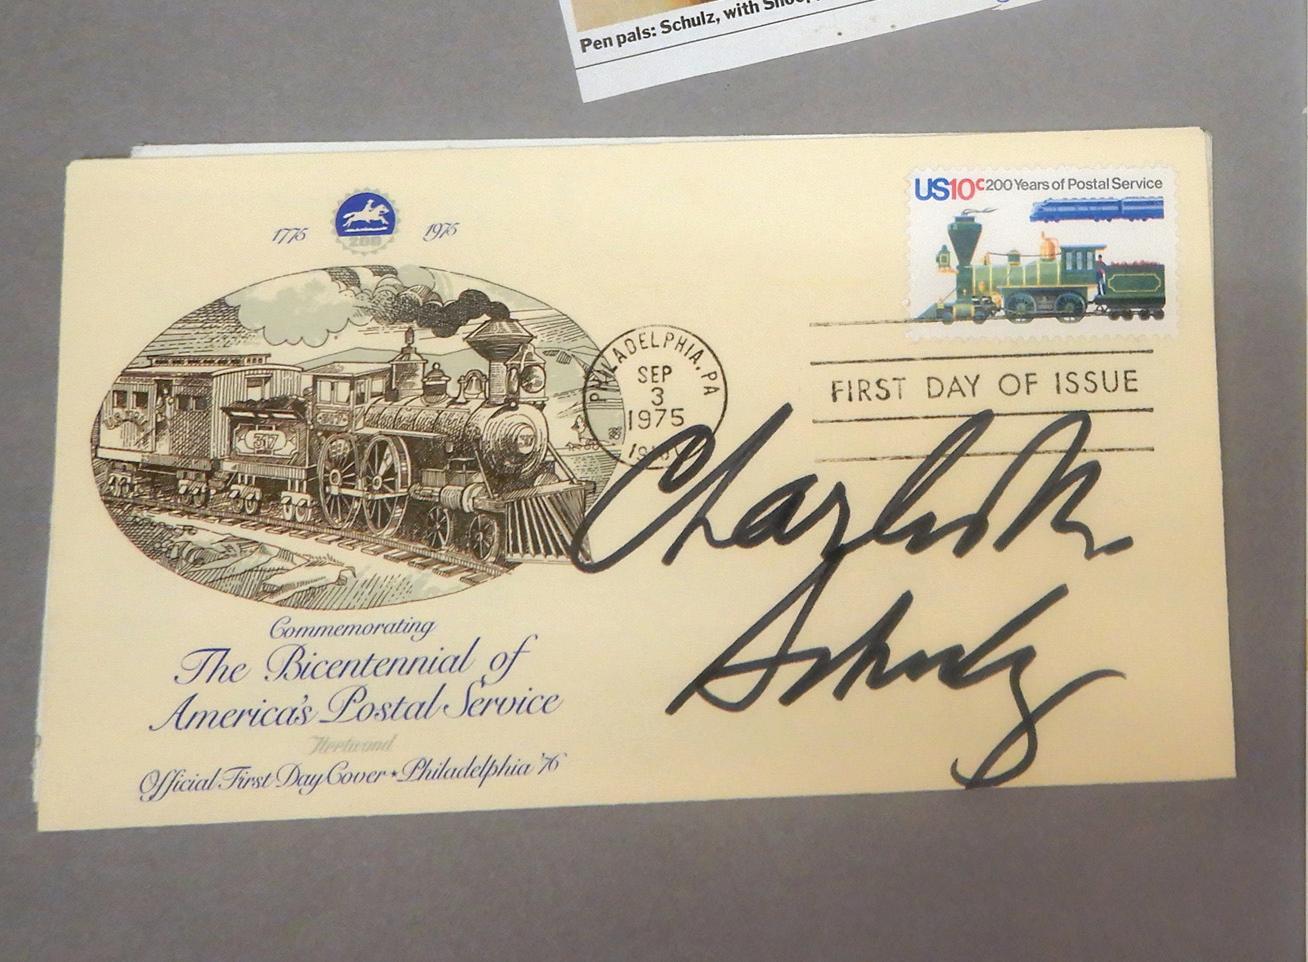 Pen pals: Schulz, with Snoop
US10c 200 Years of Postal Service
1775 200 1975
PHILADELPHIA, PA
SEP
3
1975
FIRST DAY OF ISSUE
317
Charles M.
Schulz
Commemorating
The Bicentennial of
America's Postal Service
Fleetwood
Official First Day Cover • Philadelphia '76